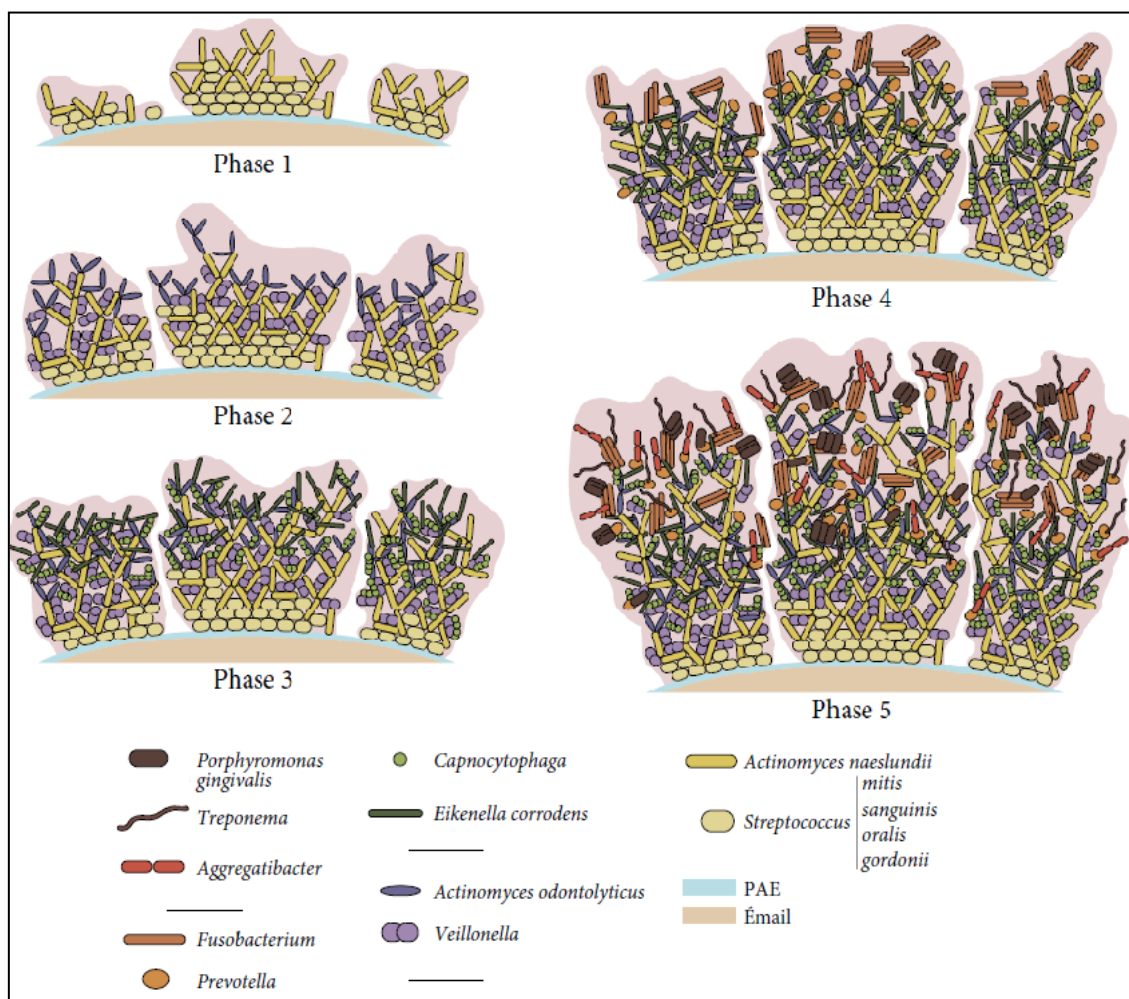 Phase 1
Phase 2
Phase 3
Phase 4
Phase 5
Porphyromonas
gingivalis
Treponema
Aggregatibacter
Fusobacterium
Prevotella
Capnocytophaga
Eikenella corrodens
Actinomyces odontolyticus
Veillonella
Actinomyces naeslundii
mitis
sanguinis
Streptococcus
oralis
gordonii
PAE
Émail